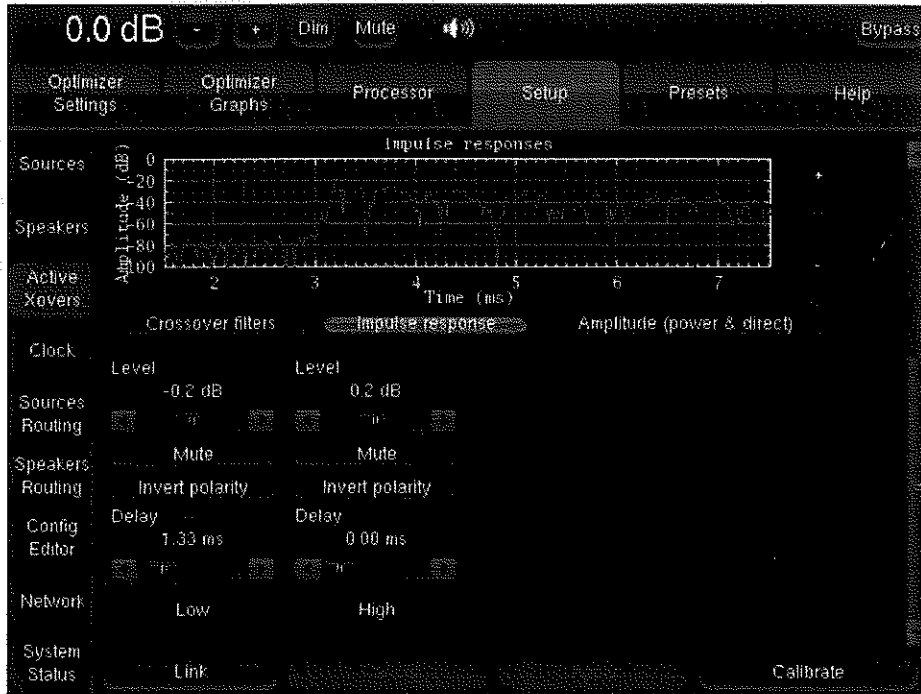 0.0 dB - + Dim Mute Bypass
Optimizer Settings
Optimizer Graphs
Processor
Setup
Presets
Help
Sources
Speakers
Active Xovers
Clock
Sources Routing
Speakers Routing
Config Editor
Network
System Status
Impulse responses
Amplitude (dB)
0
-20
-40
-60
-80
-100
2 3 4 5 6 7
Time (ms)
Crossover filters Impulse response Amplitude (power & direct)
Level Level
-0.2 dB 0.2 dB
Mute Mute
Invert polarity Invert polarity
Delay Delay
1.33 ms 0.00 ms
Low High
Link Calibrate